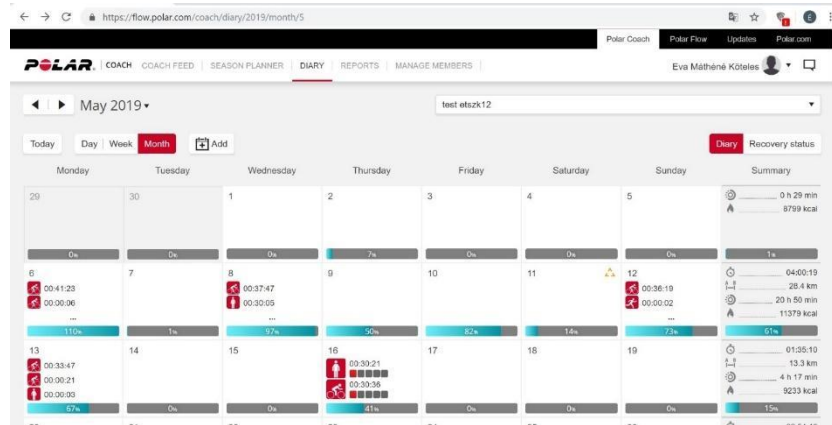 https://flow.polar.com/coach/diary/2019/month/5
Polar Coach Polar Flow Updates Polar.com
POLAR. COACH COACH FEED SEASON PLANNER DIARY REPORTS MANAGE MEMBERS Eva Máthéné Köteles
May 2019 test etszk12
Today Day Week Month Add Diary Recovery status
Monday Tuesday Wednesday Thursday Friday Saturday Sunday Summary
29 30 1 2 3 4 5 0 h 29 min
8799 kcal
0% 0% 0% 7% 0% 0% 0% 1%
6 7 8 9 10 11 12 04:00:19
00:41:23 00:37:47 00:36:19 28.4 km
00:00:06 00:30:05 00:00:02 20 h 50 min
... ... ... 11379 kcal
110% 1% 97% 50% 82% 14% 73% 61%
13 14 15 16 17 18 19 01:35:10
00:33:47 00:30:21 13.3 km
00:00:21 00:30:36 4 h 17 min
00:00:03 9233 kcal
67% 0% 0% 41% 0% 0% 0% 15%